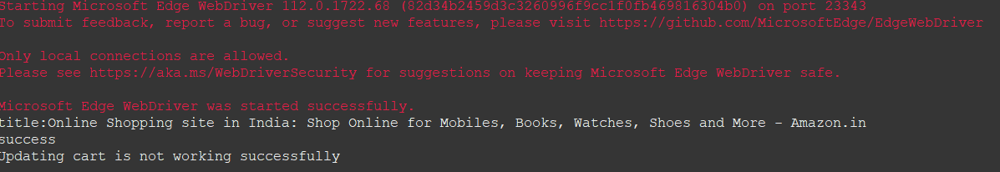 Starting Microsoft Edge WebDriver 112.0.1722.68 (82d34b2459d3c3260996f9cc1f0fb469816304b0) on port 23343
To submit feedback, report a bug, or suggest new features, please visit https://github.com/MicrosoftEdge/EdgeWebDriver
Only local connections are allowed.
Please see https://aka.ms/WebDriverSecurity for suggestions on keeping Microsoft Edge WebDriver safe.
Microsoft Edge WebDriver was started successfully.
title:Online Shopping site in India: Shop Online for Mobiles, Books, Watches, Shoes and More - Amazon.in
success
Updating cart is not working successfully